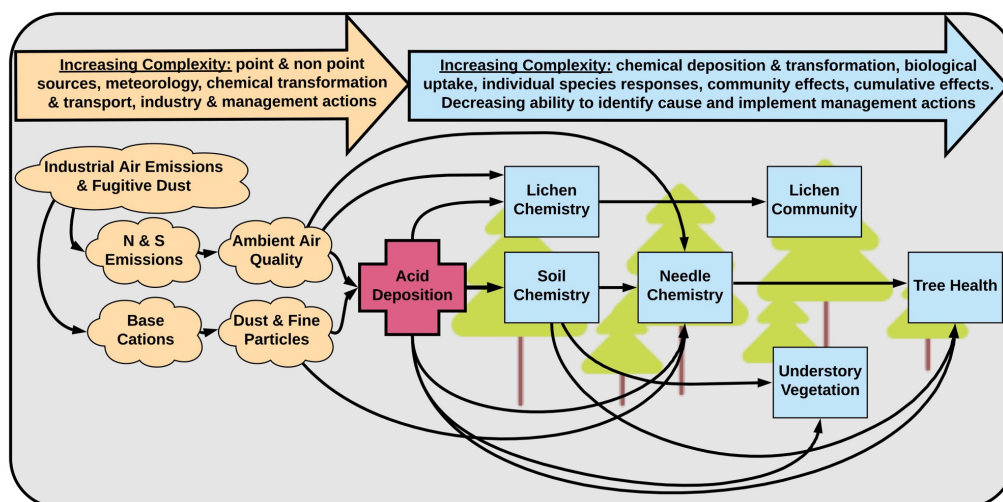 Increasing Complexity: point & non point
sources, meteorology, chemical transformation
& transport, industry & management actions
Increasing Complexity: chemical deposition & transformation, biological
uptake, individual species responses, community effects, cumulative effects.
Decreasing ability to identify cause and implement management actions
Industrial Air Emissions
& Fugitive Dust
N & S
Emissions
Ambient Air
Quality
Base
Cations
Dust & Fine
Particles
Acid
Deposition
Lichen
Chemistry
Lichen
Community
Soil
Chemistry
Needle
Chemistry
Tree Health
Understory
Vegetation